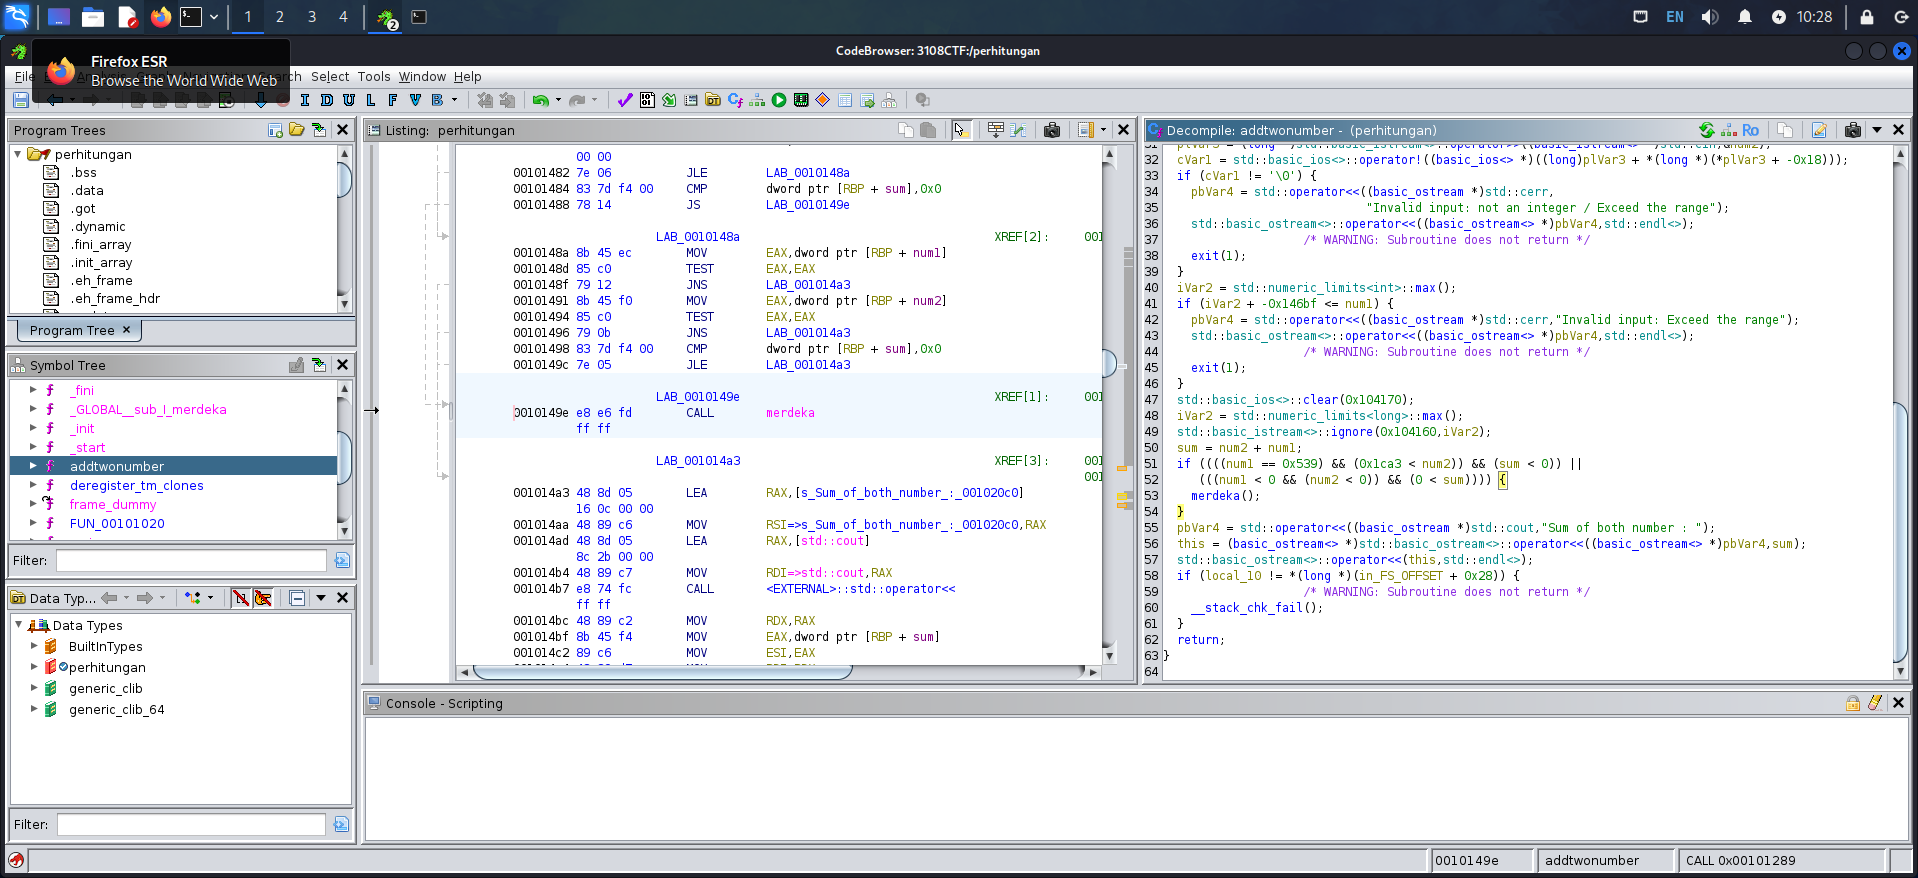 1 2 3 4 2 EN 10:28
CodeBrowser: 3108CTF:/perhitungan
Firefox ESR
Browse the World Wide Web
File Search Select Tools Window Help
I D U L F V B
Program Trees
perhitungan
.bss
.data
.got
.dynamic
.fini_array
.init_array
.eh_frame
.eh_frame_hdr
Program Tree ×
Symbol Tree
_fini
_GLOBAL__sub_I_merdeka
_init
_start
addtwonumber
deregister_tm_clones
frame_dummy
FUN_00101020
Filter:
Data Typ...
Data Types
BuiltInTypes
perhitungan
generic_clib
generic_clib_64
Filter:
Listing: perhitungan
00 00
00101482 7e 06 JLE LAB_0010148a
00101484 83 7d f4 00 CMP dword ptr [RBP + sum],0x0
00101488 78 14 JS LAB_0010149e
LAB_0010148a XREF[2]: 001
0010148a 8b 45 ec MOV EAX,dword ptr [RBP + num1]
0010148d 85 c0 TEST EAX,EAX
0010148f 79 12 JNS LAB_001014a3
00101491 8b 45 f0 MOV EAX,dword ptr [RBP + num2]
00101494 85 c0 TEST EAX,EAX
00101496 79 0b JNS LAB_001014a3
00101498 83 7d f4 00 CMP dword ptr [RBP + sum],0x0
0010149c 7e 05 JLE LAB_001014a3
LAB_0010149e XREF[1]: 001
0010149e e8 e6 fd CALL merdeka
ff ff
LAB_001014a3 XREF[3]: 001
001
001014a3 48 8d 05 LEA RAX,[s_Sum_of_both_number_:_001020c0]
16 0c 00 00
001014aa 48 89 c6 MOV RSI=>s_Sum_of_both_number_:_001020c0,RAX
001014ad 48 8d 05 LEA RAX,[std::cout]
8c 2b 00 00
001014b4 48 89 c7 MOV RDI=>std::cout,RAX
001014b7 e8 74 fc CALL <EXTERNAL>::std::operator<<
ff ff
001014bc 48 89 c2 MOV RDX,RAX
001014bf 8b 45 f4 MOV EAX,dword ptr [RBP + sum]
001014c2 89 c6 MOV ESI,EAX
Decompile: addtwonumber - (perhitungan)
Ro
32 cVar1 = std::basic_ios<>::operator!((basic_ios<> *)((long)plVar3 + *(long *)(*plVar3 + -0x18)));
33 if (cVar1 != '\0') {
34 pbVar4 = std::operator<<((basic_ostream *)std::cerr,
35 "Invalid input: not an integer / Exceed the range");
36 std::basic_ostream<>::operator<<((basic_ostream<> *)pbVar4,std::endl<>);
37 /* WARNING: Subroutine does not return */
38 exit(1);
39 }
40 iVar2 = std::numeric_limits<int>::max();
41 if (iVar2 + -0x146bf <= num1) {
42 pbVar4 = std::operator<<((basic_ostream *)std::cerr,"Invalid input: Exceed the range");
43 std::basic_ostream<>::operator<<((basic_ostream<> *)pbVar4,std::endl<>);
44 /* WARNING: Subroutine does not return */
45 exit(1);
46 }
47 std::basic_ios<>::clear(0x104170);
48 iVar2 = std::numeric_limits<long>::max();
49 std::basic_istream<>::ignore(0x104160,iVar2);
50 sum = num2 + num1;
51 if ((((num1 == 0x539) && (0x1ca3 < num2)) && (sum < 0)) ||
52 (((num1 < 0 && (num2 < 0)) && (0 < sum)))) {
53 merdeka();
54 }
55 pbVar4 = std::operator<<((basic_ostream *)std::cout,"Sum of both number : ");
56 this = (basic_ostream<> *)std::basic_ostream<>::operator<<((basic_ostream<> *)pbVar4,sum);
57 std::basic_ostream<>::operator<<(this,std::endl<>);
58 if (local_10 != *(long *)(in_FS_OFFSET + 0x28)) {
59 /* WARNING: Subroutine does not return */
60 __stack_chk_fail();
61 }
62 return;
63 }
64
Console - Scripting
0010149e addtwonumber CALL 0x00101289